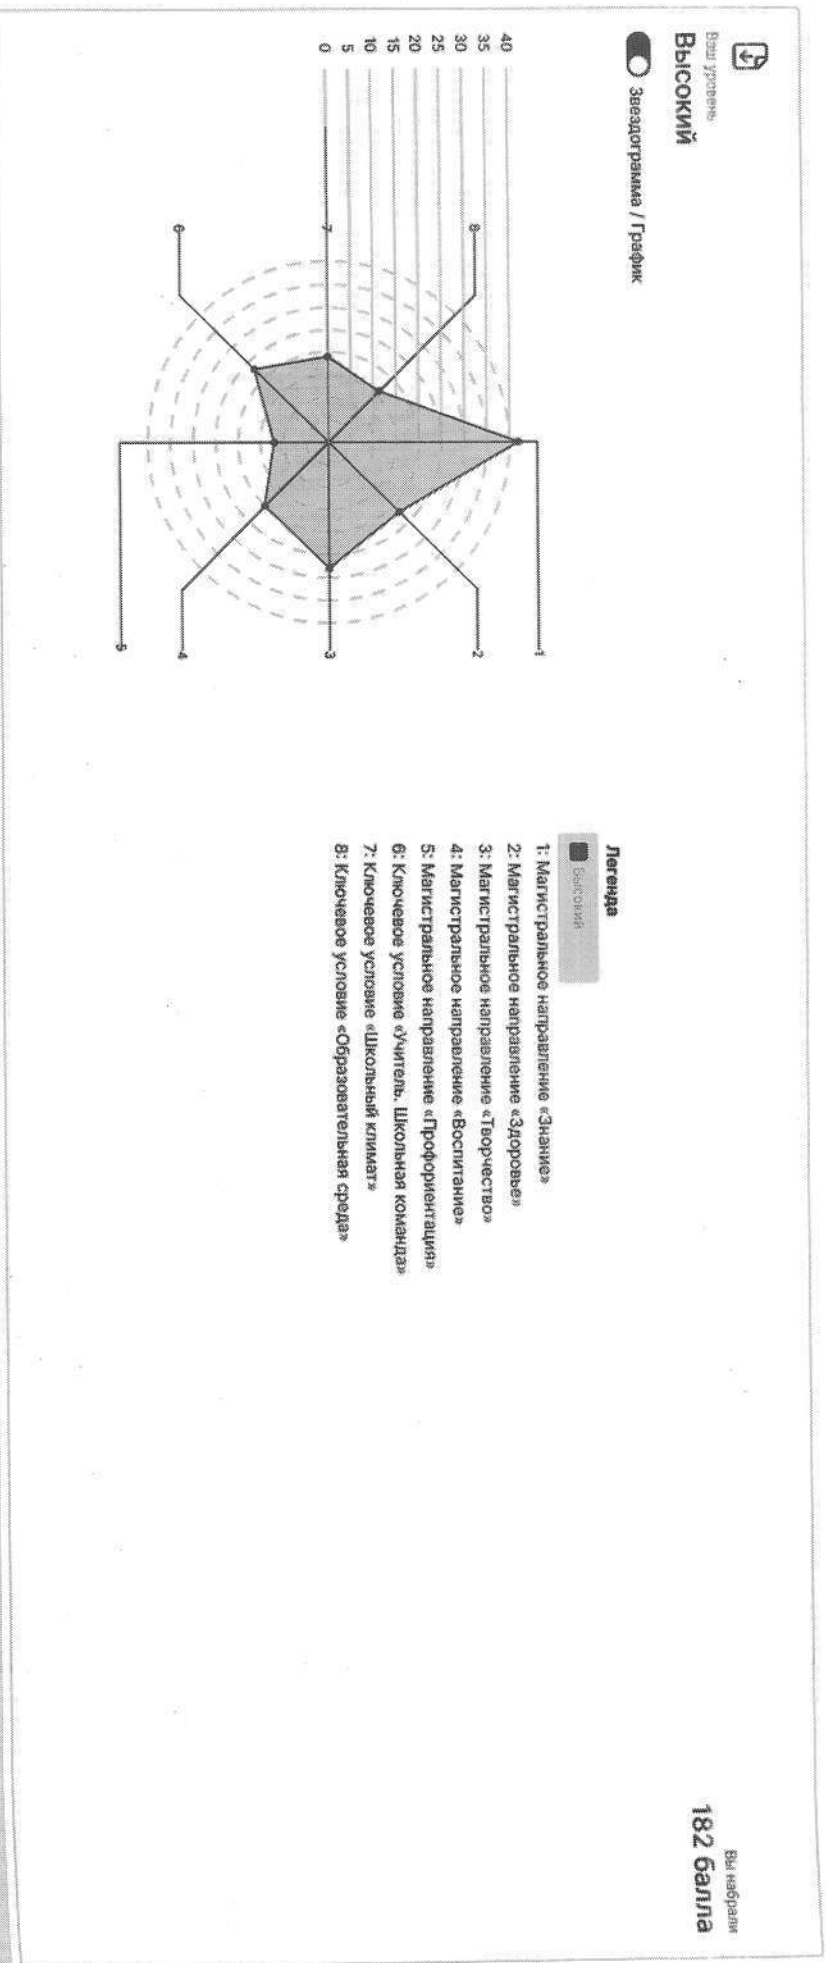 Ваш уровень
Высокий
Вы набрали
182 балла
Звездограмма / График
40
35
30
25
20
15
10
5
0
1
2
3
4
5
6
7
8
Легенда
Высокий
1: Магистральное направление «Знание»
2: Магистральное направление «Здоровье»
3: Магистральное направление «Творчество»
4: Магистральное направление «Воспитание»
5: Магистральное направление «Профориентация»
6: Ключевое условие «Учитель. Школьная команда»
7: Ключевое условие «Школьный климат»
8: Ключевое условие «Образовательная среда»